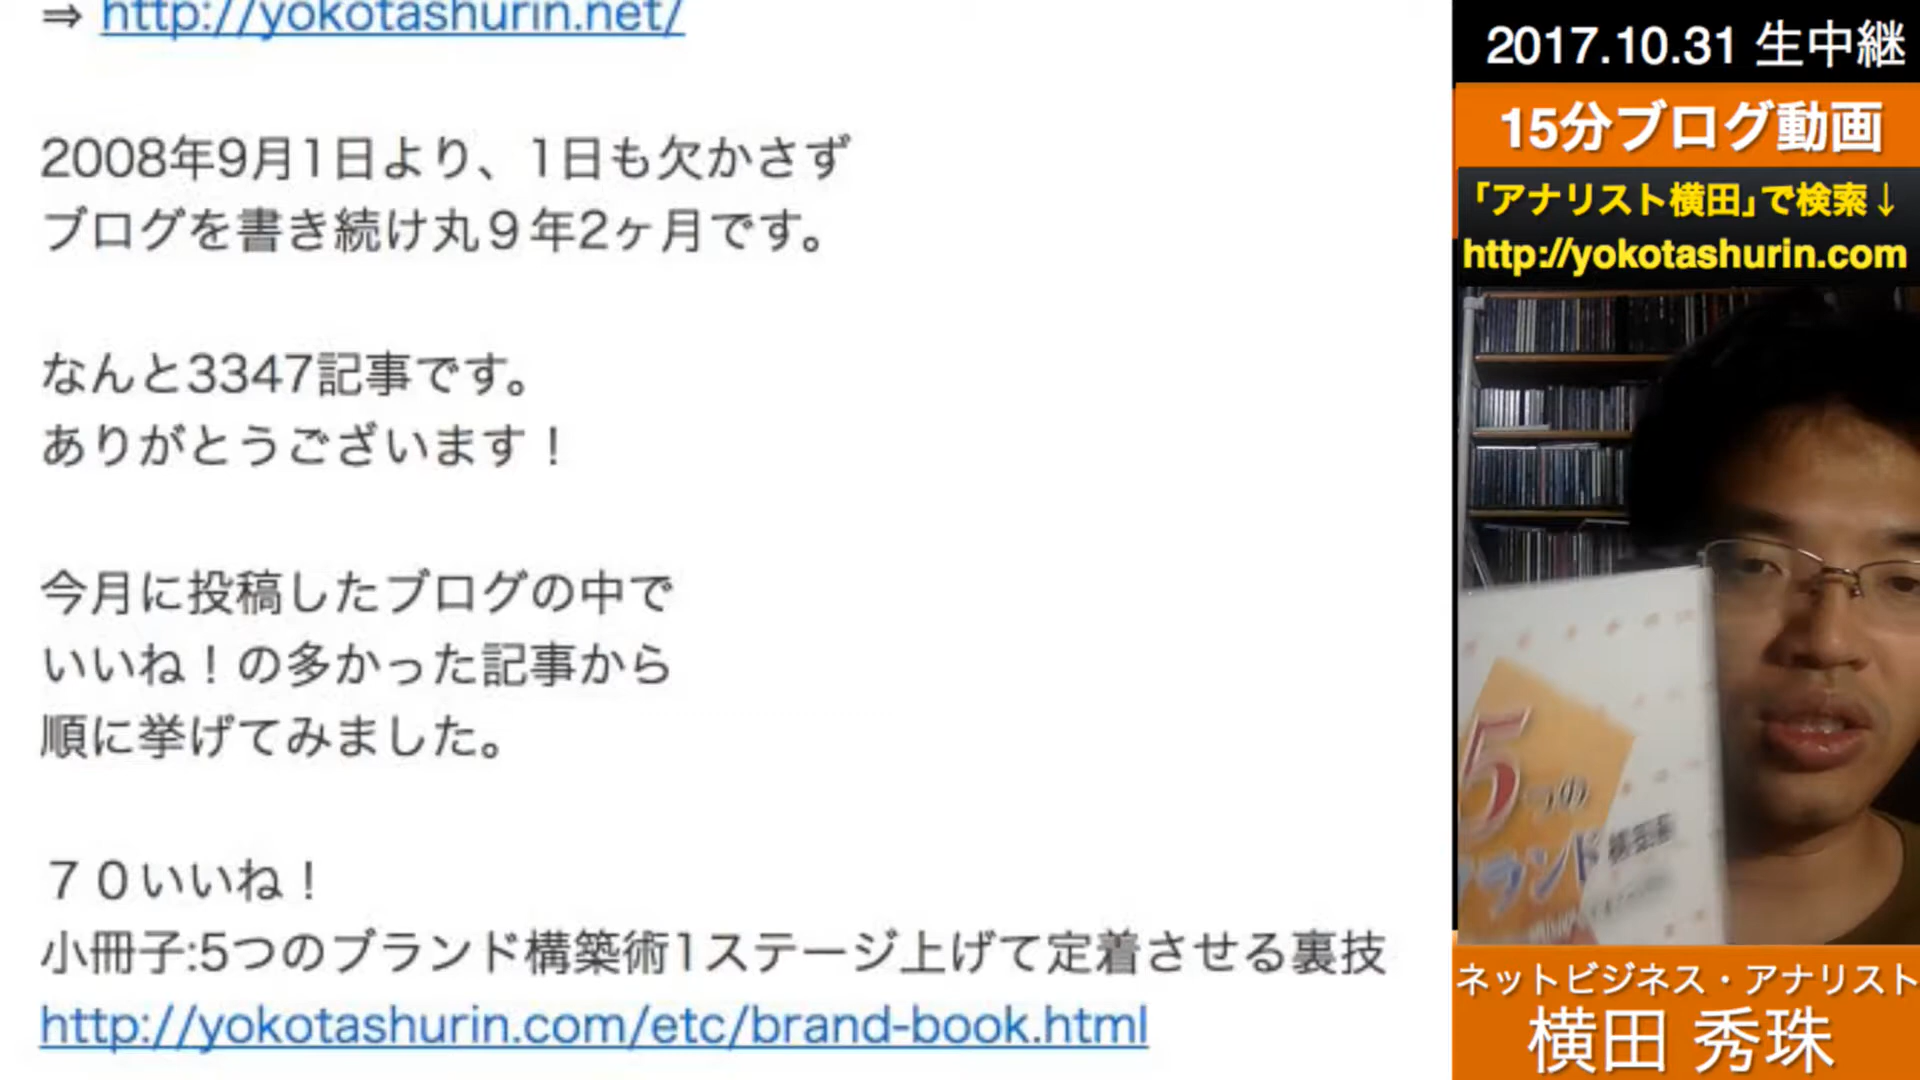 ⇒ http://yokotashurin.net/
2008年9月1日より、1日も欠かさず
ブログを書き続け丸９年2ヶ月です。
なんと3347記事です。
ありがとうございます！
今月に投稿したブログの中で
いいね！の多かった記事から
順に挙げてみました。
７０いいね！
小冊子:5つのブランド構築術1ステージ上げて定着させる裏技
http://yokotashurin.com/etc/brand-book.html
2017.10.31 生中継
15分ブログ動画
「アナリスト横田」で検索↓
http://yokotashurin.com
5つの
ブランド
ネットビジネス・アナリスト
横田 秀珠